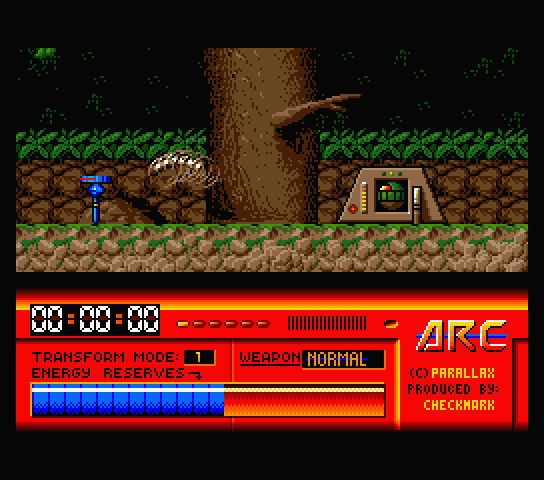 00:00:00
ARC
TRANSFORM MODE: 1
WEAPON NORMAL
ENERGY RESERVES
(C) PARALLAX
PRODUCED BY:
CHECKMARK